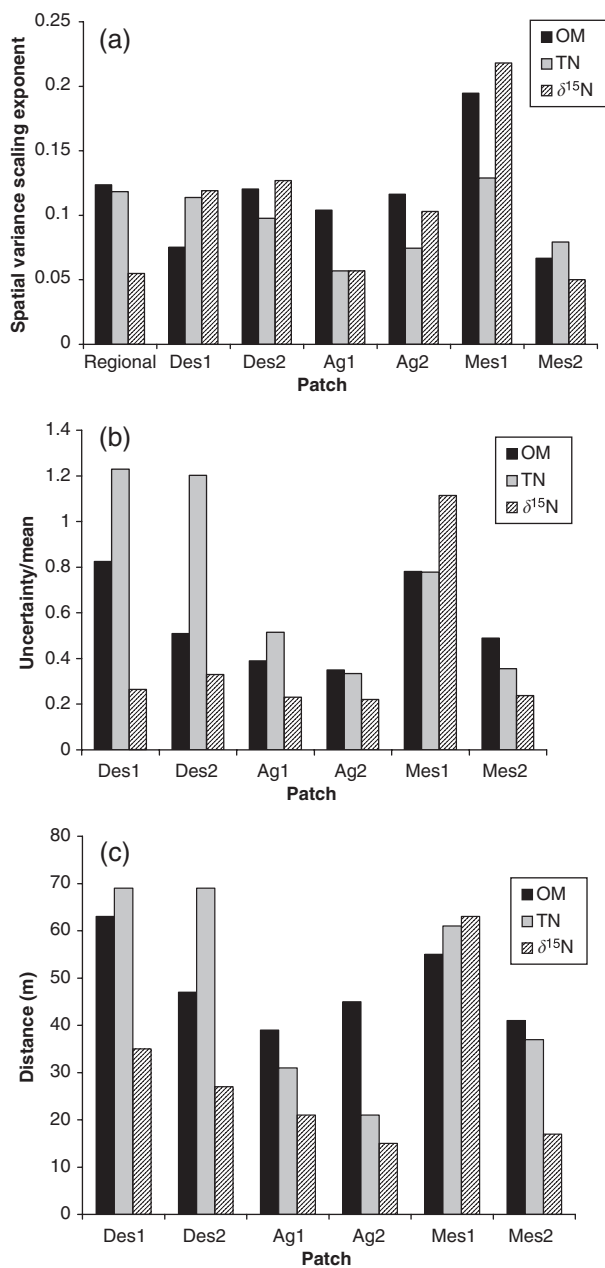 (a)
OM
TN
δ15N
Spatial variance scaling exponent
0.25
0.2
0.15
0.1
0.05
0
Regional Des1 Des2 Ag1 Ag2 Mes1 Mes2
Patch
(b)
OM
TN
δ15N
Uncertainty/mean
1.4
1.2
1
0.8
0.6
0.4
0.2
0
Des1 Des2 Ag1 Ag2 Mes1 Mes2
Patch
(c)
OM
TN
δ15N
Distance (m)
80
70
60
50
40
30
20
10
0
Des1 Des2 Ag1 Ag2 Mes1 Mes2
Patch